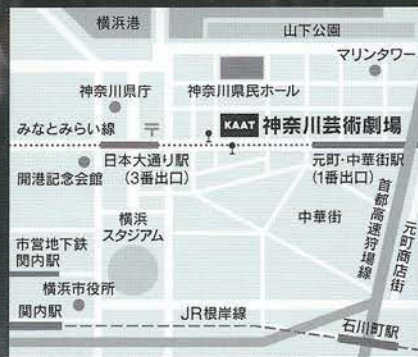 横浜港
山下公園
マリンタワー
神奈川県庁
神奈川県民ホール
みなとみらい線
〒
KAAT 神奈川芸術劇場
日本大通り駅
(3番出口)
元町・中華街駅
(1番出口)
開港記念会館
横浜
スタジアム
中華街
首都高速狩場線
元町商店街
市営地下鉄
関内駅
横浜市役所
関内駅
JR根岸線
石川町駅